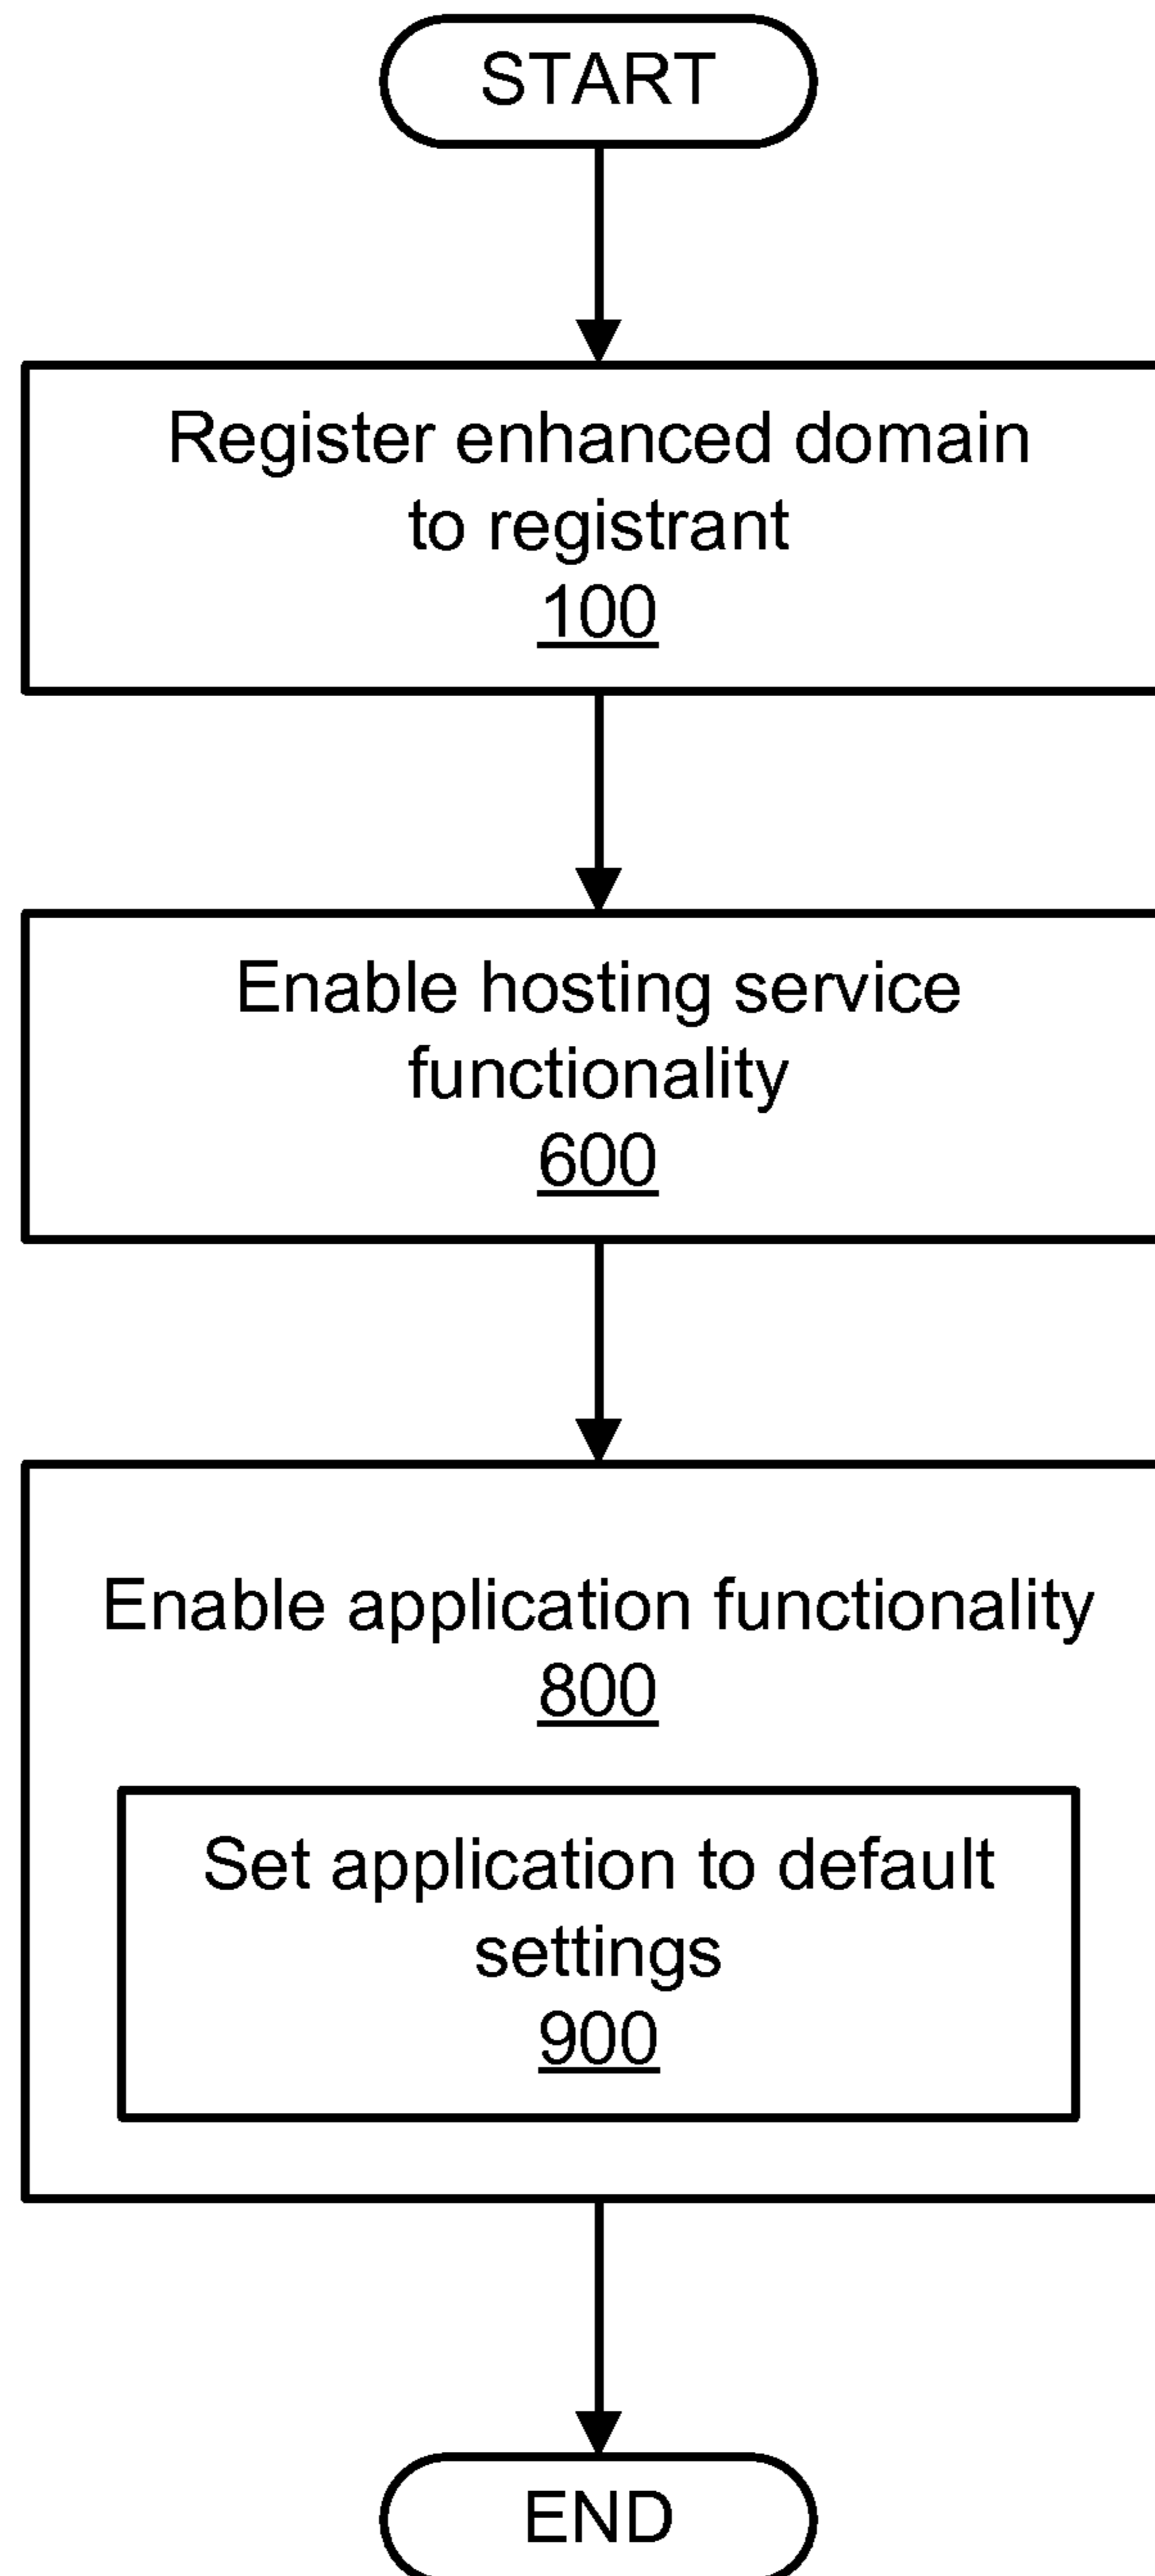 START
Register enhanced domain
to registrant
100
Enable hosting service
functionality
600
Enable application functionality
800
Set application to default
settings
900
END